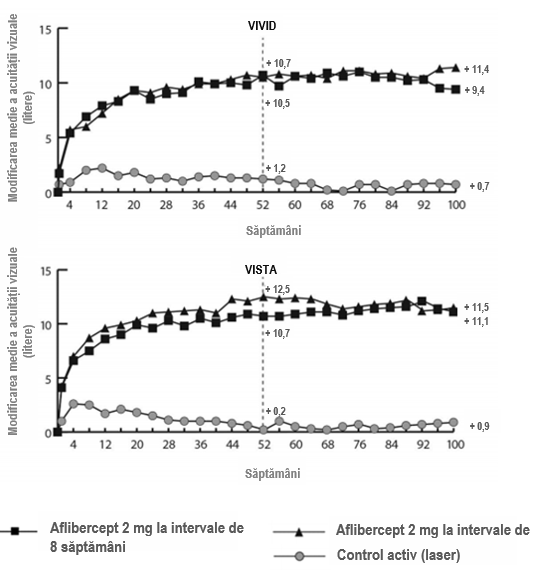 VIVID
Modificarea medie a acuității vizuale
(litere)
15
10
5
0
+ 10,7
+ 10,5
+ 1,2
+ 11,4
+ 9,4
+ 0,7
4 12 20 28 36 44 52 60 68 76 84 92 100
Săptămâni
VISTA
Modificarea medie a acuității vizuale
(litere)
15
10
5
0
+ 12,5
+ 10,7
+ 0,2
+ 11,5
+ 11,1
+ 0,9
4 12 20 28 36 44 52 60 68 76 84 92 100
Săptămâni
Aflibercept 2 mg la intervale de
8 săptămâni
Aflibercept 2 mg la intervale de
Control activ (laser)